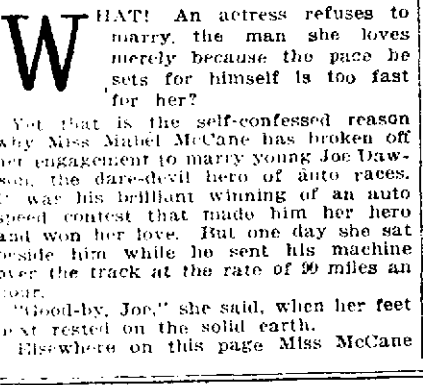 WHAT! An actress refuses to
marry, the man she loves
merely because the pace he
sets for himself is too fast
for her?
Yet that is the self-confessed reason
why Miss Mabel McCane has broken off
her engagement to marry young Joe Daw-
son, the dare-devil hero of auto races.
It was his brilliant winning of an auto
speed contest that made him her hero
and won her love. But one day she sat
beside him while he sent his machine
over the track at the rate of 90 miles an
hour.
"Good-by, Joe," she said, when her feet
next rested on the solid earth.
Elsewhere on this page Miss McCane